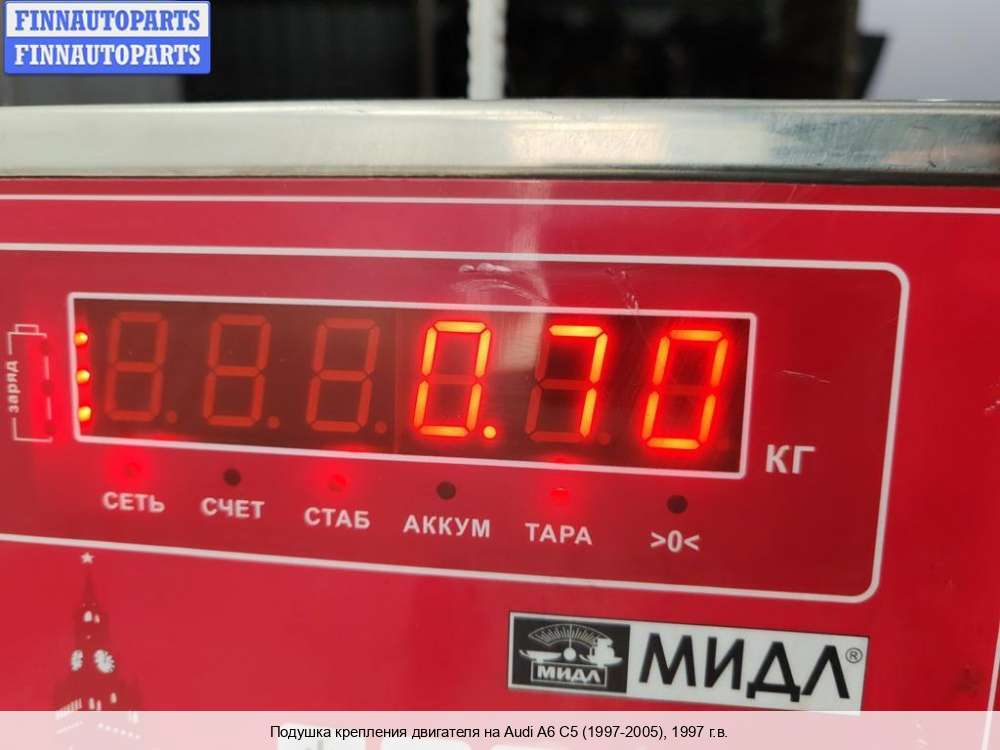 FINNAUTOPARTS
FINNAUTOPARTS
заряд
0.70
КГ
СЕТЬ
СЧЕТ
СТАБ
АККУМ
ТАРА
>0<
МИДЛ
МИДЛ®
Подушка крепления двигателя на Audi A6 C5 (1997-2005), 1997 г.в.